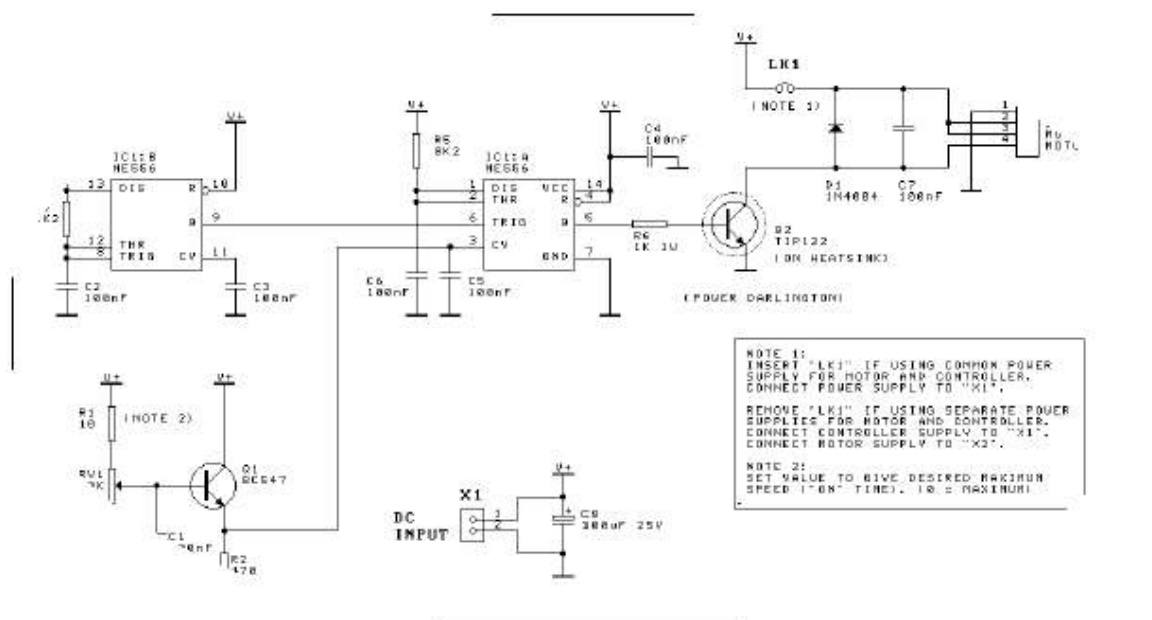 V+
LK1
(NOTE 1)
1
2
3
4
D1
1N4004
C7
100nF
V+
IC1:B
NE556
13
DIS
R
10
9
12
THR
8
TRIG
CV
11
C2
100nF
C3
100nF
V+
R5
8K2
V+
C4
100nF
IC1:A
NE556
1
DIS
VCC
14
2
THR
R
4
6
TRIG
5
3
CV
GND
7
C6
100nF
C5
100nF
R6
1K 1W
Q2
TIP122
(ON HEATSINK)
(POWER DARLINGTON)
NOTE 1:
INSERT "LK1" IF USING COMMON POWER
SUPPLY FOR MOTOR AND CONTROLLER.
CONNECT POWER SUPPLY TO "X1".
REMOVE "LK1" IF USING SEPARATE POWER
SUPPLIES FOR MOTOR AND CONTROLLER.
CONNECT CONTROLLER SUPPLY TO "X1".
CONNECT MOTOR SUPPLY TO "X2".
NOTE 2:
SET VALUE TO GIVE DESIRED MAXIMUM
SPEED ("ON" TIME). (0 = MAXIMUM)
V+
V+
R1
(NOTE 2)
Q1
BC547
C1
R2
470
V+
X1
DC
INPUT
1
2
100uF 25V